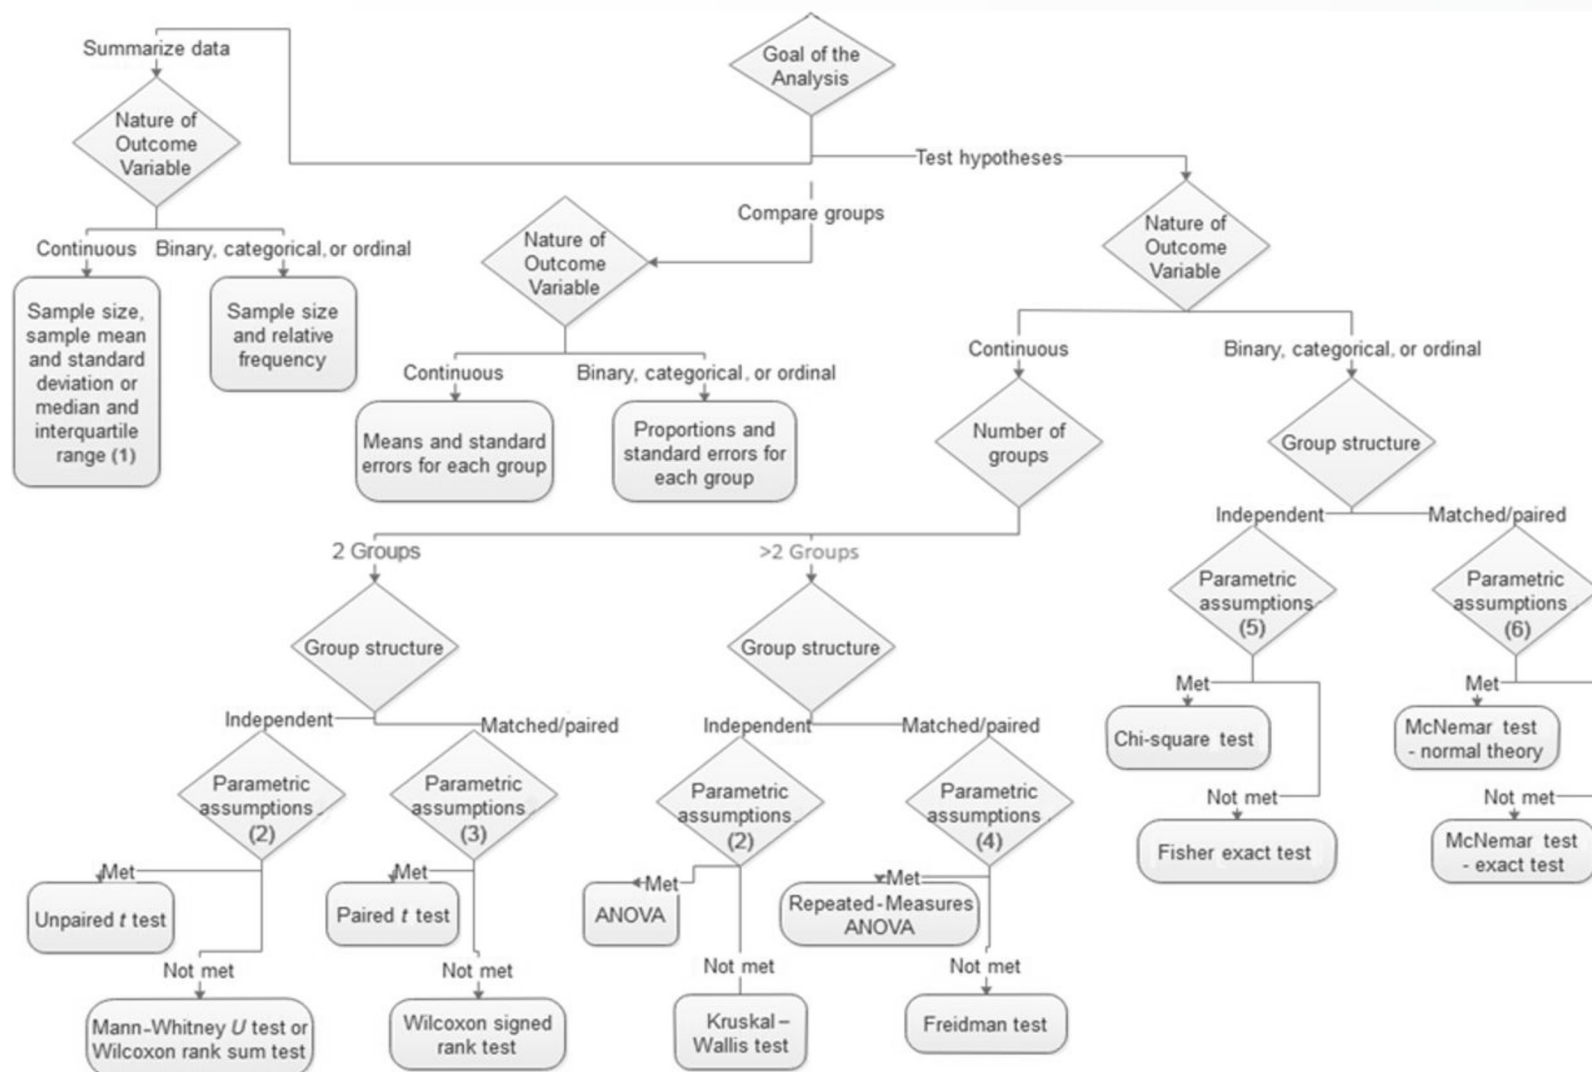 Summarize data
Goal of the
Analysis
Nature of
Outcome
Variable
Test hypotheses
Compare groups
Nature of
Outcome
Variable
Nature of
Outcome
Variable
Continuous
Binary, categorical, or ordinal
Sample size,
sample mean
and standard
deviation or
median and
interquartile
range (1)
Sample size
and relative
frequency
Continuous
Binary, categorical, or ordinal
Means and standard
errors for each group
Proportions and
standard errors for
each group
Continuous
Binary, categorical, or ordinal
Number of
groups
Group structure
2 Groups
>2 Groups
Independent
Matched/paired
Group structure
Group structure
Parametric
assumptions
(5)
Parametric
assumptions
(6)
Met
Chi-square test
Not met
Fisher exact test
Met
McNemar test
- normal theory
Not met
McNemar test
- exact test
Independent
Matched/paired
Independent
Matched/paired
Parametric
assumptions
(2)
Parametric
assumptions
(3)
Parametric
assumptions
(2)
Parametric
assumptions
(4)
Met
Unpaired t test
Not met
Mann-Whitney U test or
Wilcoxon rank sum test
Met
Paired t test
Not met
Wilcoxon signed
rank test
Met
ANOVA
Not met
Kruskal–
Wallis test
Met
Repeated-Measures
ANOVA
Not met
Freidman test